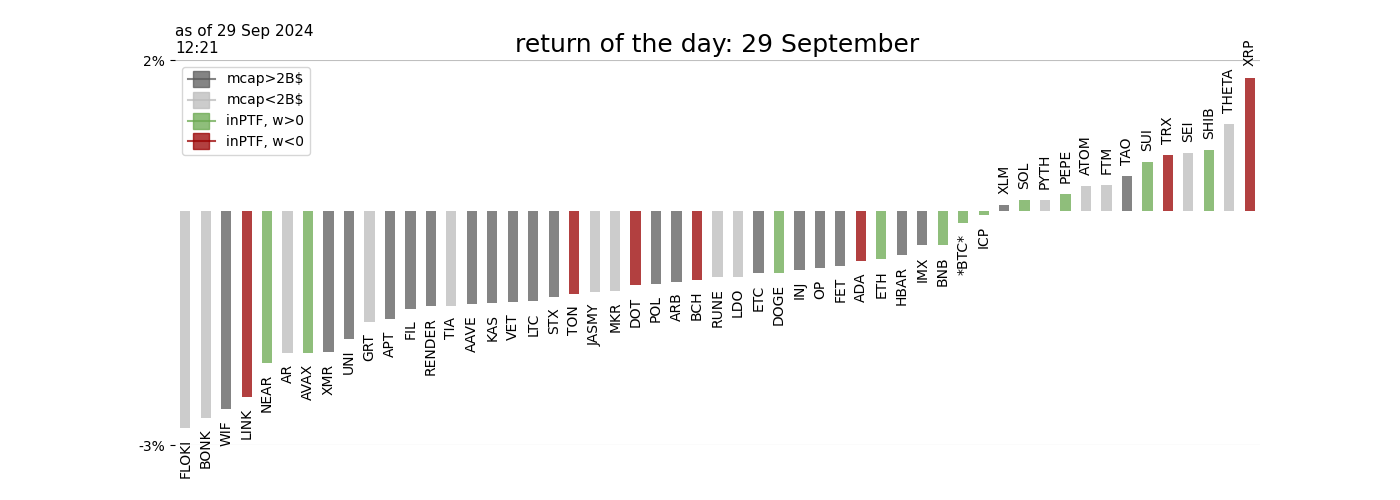 as of 29 Sep 2024
12:21
return of the day: 29 September
2%
mcap>2B$
mcap<2B$
inPTF, w>0
inPTF, w<0
-3%
FLOKI
BONK
WIF
LINK
NEAR
AR
AVAX
XMR
UNI
GRT
APT
FIL
RENDER
TIA
AAVE
KAS
VET
LTC
STX
TON
JASMY
MKR
DOT
POL
ARB
BCH
RUNE
LDO
ETC
DOGE
INJ
OP
FET
ADA
ETH
HBAR
IMX
BNB
*BTC*
ICP
XLM
SOL
PYTH
PEPE
ATOM
FTM
TAO
SUI
TRX
SEI
SHIB
THETA
XRP